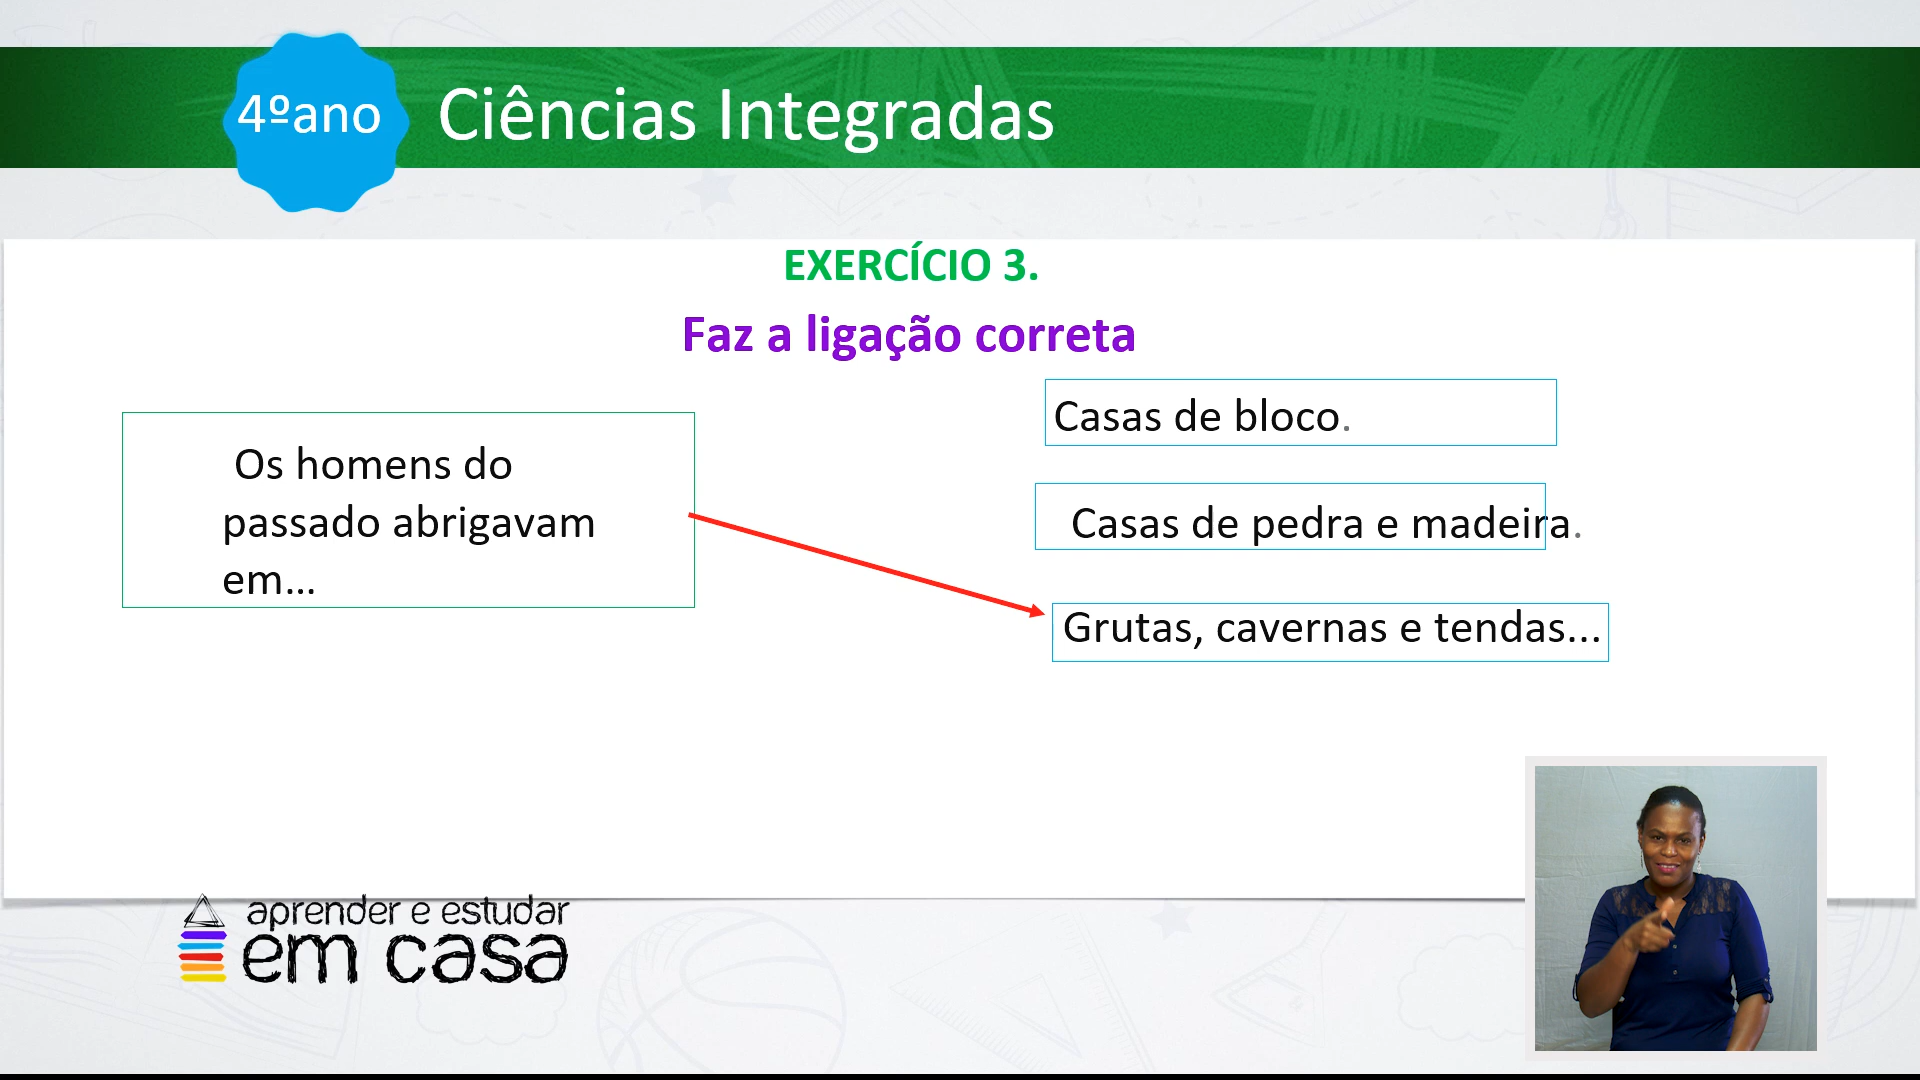 4ºano
Ciências Integradas
EXERCÍCIO 3.
Faz a ligação correta
Os homens do
passado abrigavam
em...
Casas de bloco.
Casas de pedra e madeira.
Grutas, cavernas e tendas...
aprender e estudar
em casa